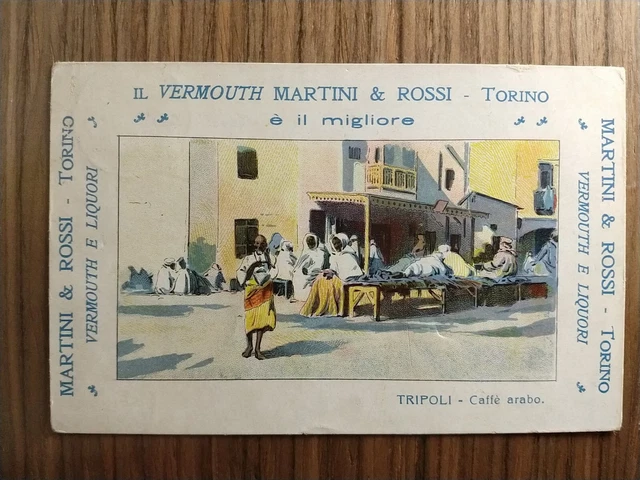 IL VERMOUTH MARTINI & ROSSI - TORINO
è il migliore
MARTINI & ROSSI - TORINO
VERMOUTH E LIQUORI
MARTINI & ROSSI - TORINO
VERMOUTH E LIQUORI
TRIPOLI - Caffè arabo.